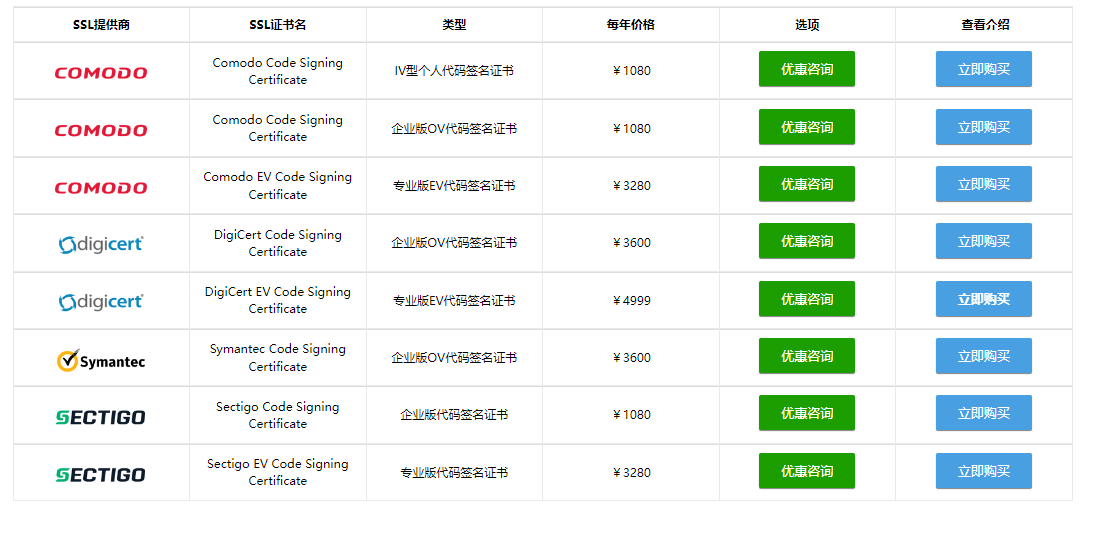 SSL提供商 SSL证书名 类型 每年价格 选项 查看介绍
COMODO Comodo Code Signing Certificate IV型个人代码签名证书 ￥1080 优惠咨询 立即购买
COMODO Comodo Code Signing Certificate 企业版OV代码签名证书 ￥1080 优惠咨询 立即购买
COMODO Comodo EV Code Signing Certificate 专业版EV代码签名证书 ￥3280 优惠咨询 立即购买
digicert DigiCert Code Signing Certificate 企业版OV代码签名证书 ￥3600 优惠咨询 立即购买
digicert DigiCert EV Code Signing Certificate 专业版EV代码签名证书 ￥4999 优惠咨询 立即购买
Symantec Symantec Code Signing Certificate 企业版OV代码签名证书 ￥3600 优惠咨询 立即购买
SECTIGO Sectigo Code Signing Certificate 企业版代码签名证书 ￥1080 优惠咨询 立即购买
SECTIGO Sectigo EV Code Signing Certificate 专业版代码签名证书 ￥3280 优惠咨询 立即购买